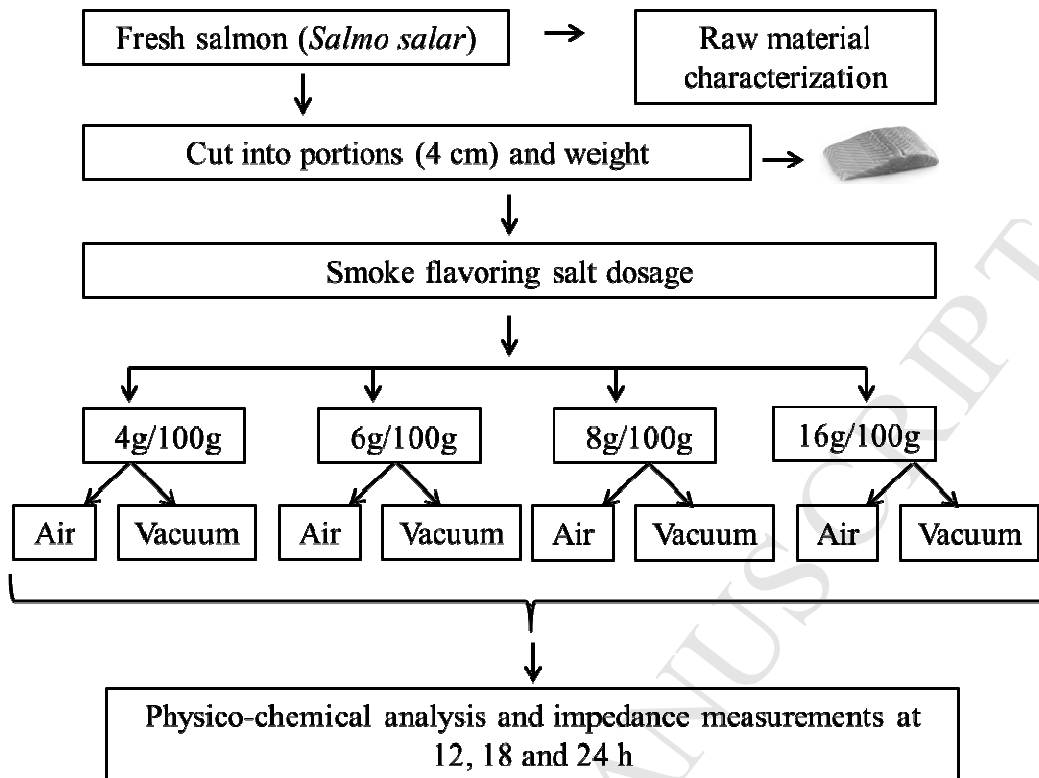 Fresh salmon (Salmo salar)
Raw material
characterization
Cut into portions (4 cm) and weight
Smoke flavoring salt dosage
4g/100g
6g/100g
8g/100g
16g/100g
Air
Vacuum
Air
Vacuum
Air
Vacuum
Air
Vacuum
Physico-chemical analysis and impedance measurements at
12, 18 and 24 h
ANUSCRIPT